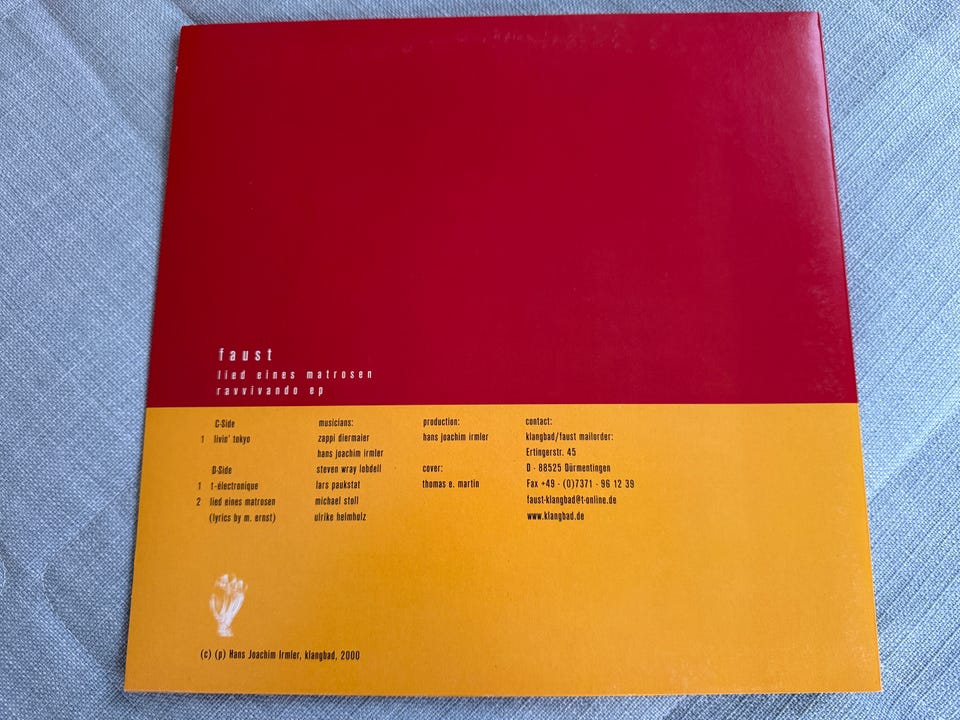 faust
lied eines matrosen
ravvivando ep
C-Side
1 livin' tokyo
D-Side
1 t-électronique
2 lied eines matrosen
(lyrics by m. ernst)
musicians:
zappi diermaier
hans joachim irmler
steven wray lobdell
lars paukstat
michael stoll
ulrike helmholz
production:
hans joachim irmler
cover:
thomas e. martin
contact:
klangbad/faust mailorder:
Ertingerstr. 45
D - 88525 Dürmentingen
Fax +49 - (0)7371 - 96 12 39
faust-klangbad@t-online.de
www.klangbad.de
(c) (p) Hans Joachim Irmler, klangbad, 2000